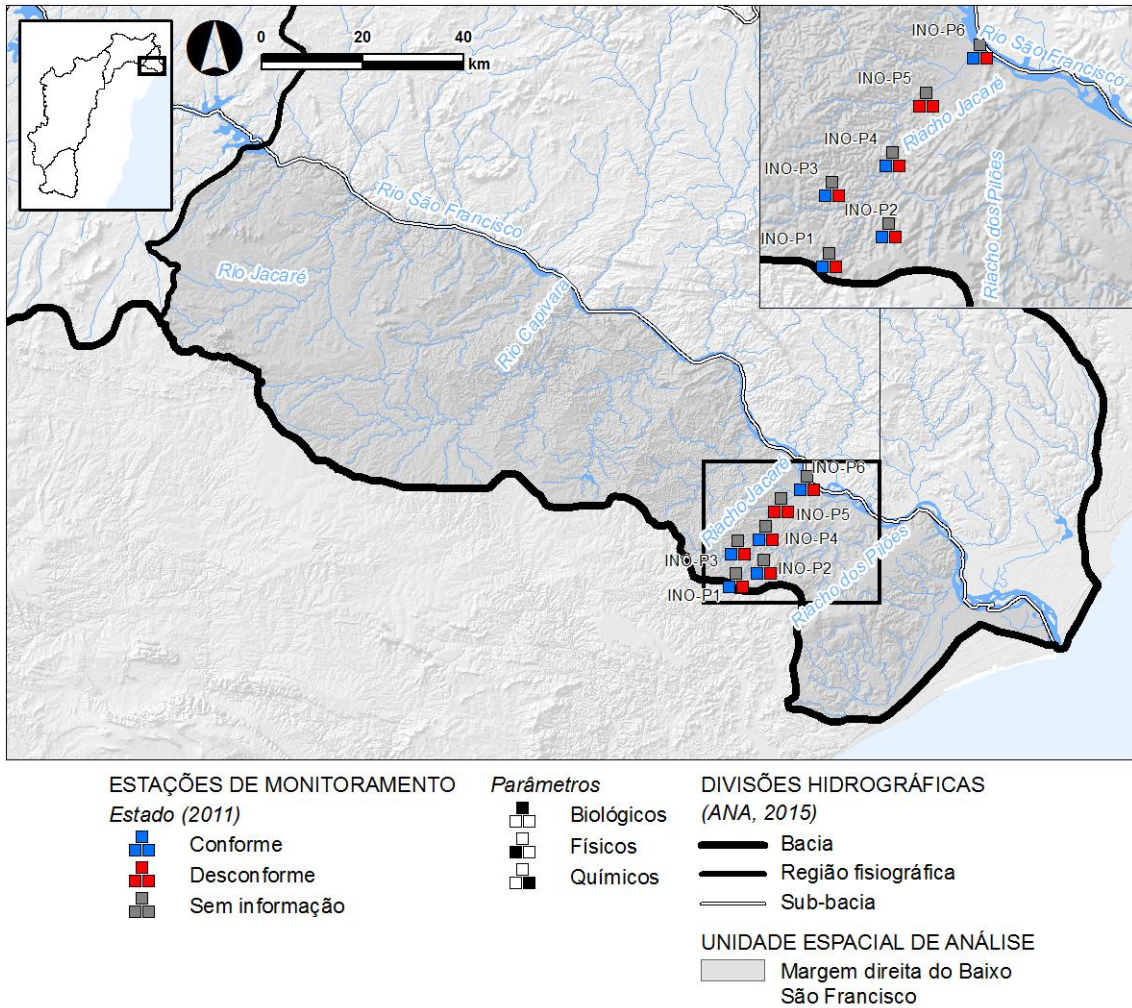 0 20 40
km
Rio São Francisco
Rio Jacaré
Rio Capivara
Riacho Jacaré
Riacho dos Pilões
INO-P6
INO-P5
INO-P4
INO-P3
INO-P2
INO-P1
INO-P6
Rio São Francisco
INO-P5
Riacho Jacaré
INO-P4
INO-P3
INO-P2
INO-P1
Riacho dos Pilões
ESTAÇÕES DE MONITORAMENTO
Estado (2011)
Conforme
Desconforme
Sem informação
Parâmetros
Biológicos
Físicos
Químicos
DIVISÕES HIDROGRÁFICAS
(ANA, 2015)
Bacia
Região fisiográfica
Sub-bacia
UNIDADE ESPACIAL DE ANÁLISE
Margem direita do Baixo
São Francisco